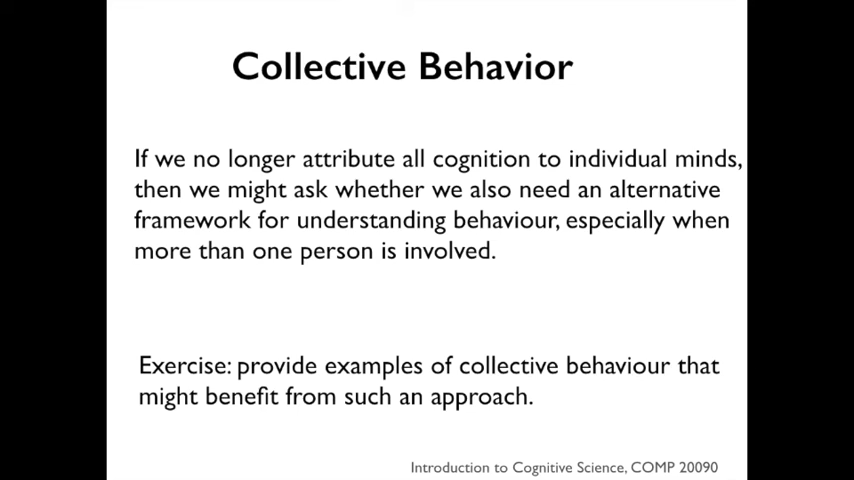 Collective Behavior
If we no longer attribute all cognition to individual minds,
then we might ask whether we also need an alternative
framework for understanding behaviour, especially when
more than one person is involved.
Exercise: provide examples of collective behaviour that
might benefit from such an approach.
Introduction to Cognitive Science, COMP 20090